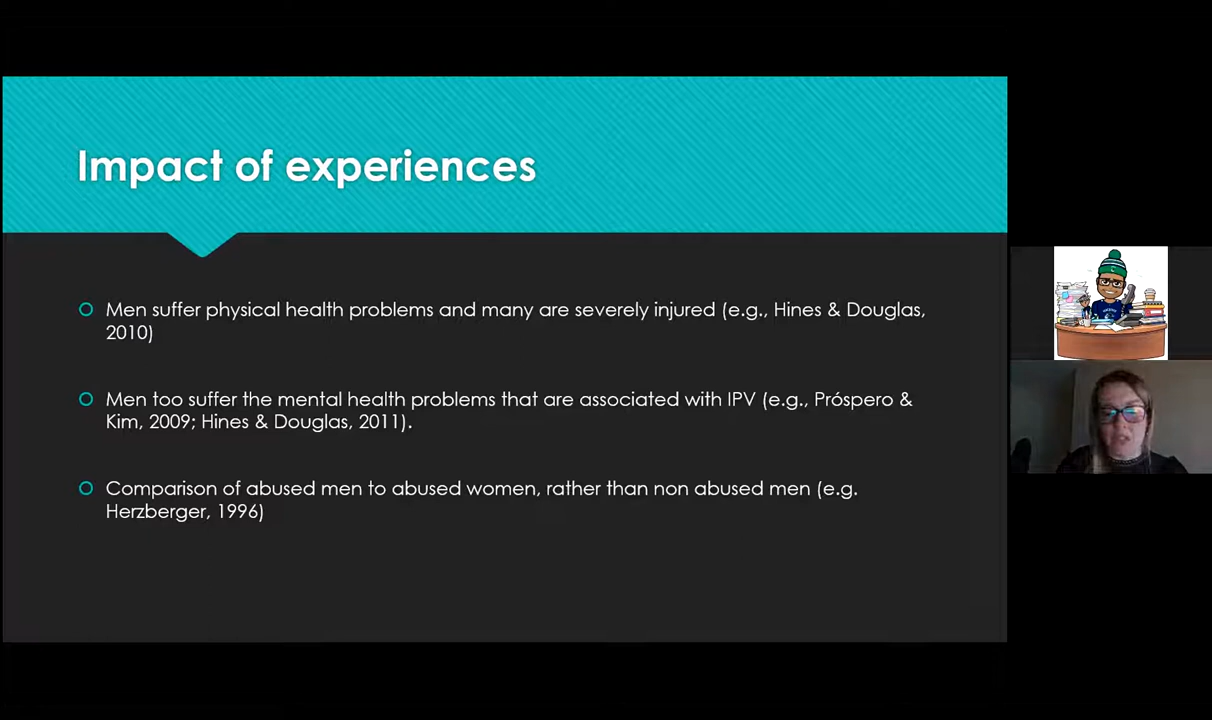 Impact of experiences
Men suffer physical health problems and many are severely injured (e.g., Hines & Douglas,
2010)
Men too suffer the mental health problems that are associated with IPV (e.g., Próspero &
Kim, 2009; Hines & Douglas, 2011).
Comparison of abused men to abused women, rather than non abused men (e.g.
Herzberger, 1996)